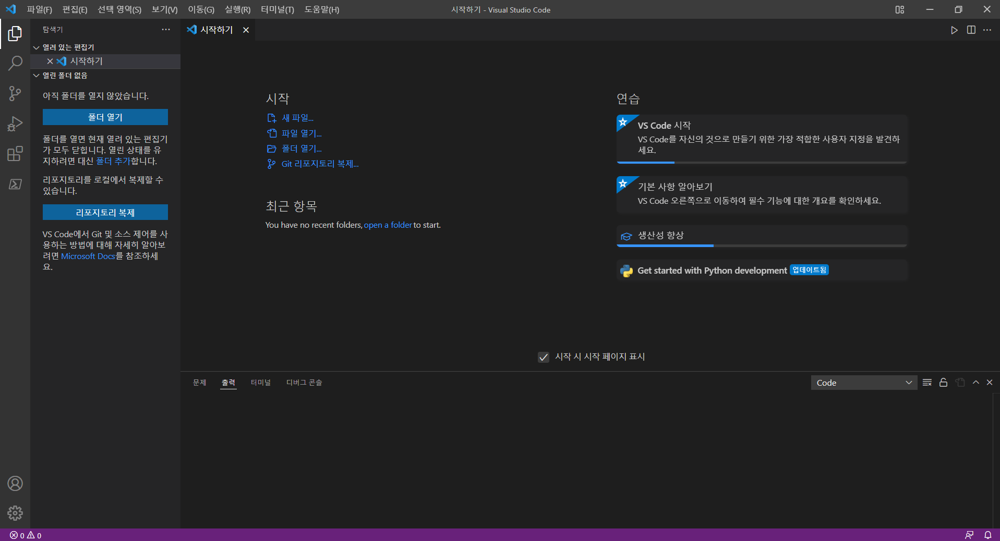 파일(F) 편집(E) 선택 영역(S) 보기(V) 이동(G) 실행(R) 터미널(T) 도움말(H)
시작하기 - Visual Studio Code
탐색기
열려 있는 편집기
시작하기
열린 폴더 없음
아직 폴더를 열지 않았습니다.
폴더 열기
폴더를 열면 현재 열려 있는 편집기
가 모두 닫힙니다. 열린 상태를 유
지하려면 대신 폴더 추가합니다.
리포지토리를 로컬에서 복제할 수
있습니다.
리포지토리 복제
VS Code에서 Git 및 소스 제어를 사
용하는 방법에 대해 자세히 알아보
려면 Microsoft Docs를 참조하세
요.
시작하기
시작
새 파일...
파일 열기...
폴더 열기...
Git 리포지토리 복제...
최근 항목
You have no recent folders, open a folder to start.
연습
VS Code 시작
VS Code를 자신의 것으로 만들기 위한 가장 적합한 사용자 지정을 발견하
세요.
기본 사항 알아보기
VS Code 오른쪽으로 이동하여 필수 기능에 대한 개요를 확인하세요.
생산성 향상
Get started with Python development 업데이트됨
시작 시 시작 페이지 표시
문제 출력 터미널 디버그 콘솔
Code
0 0